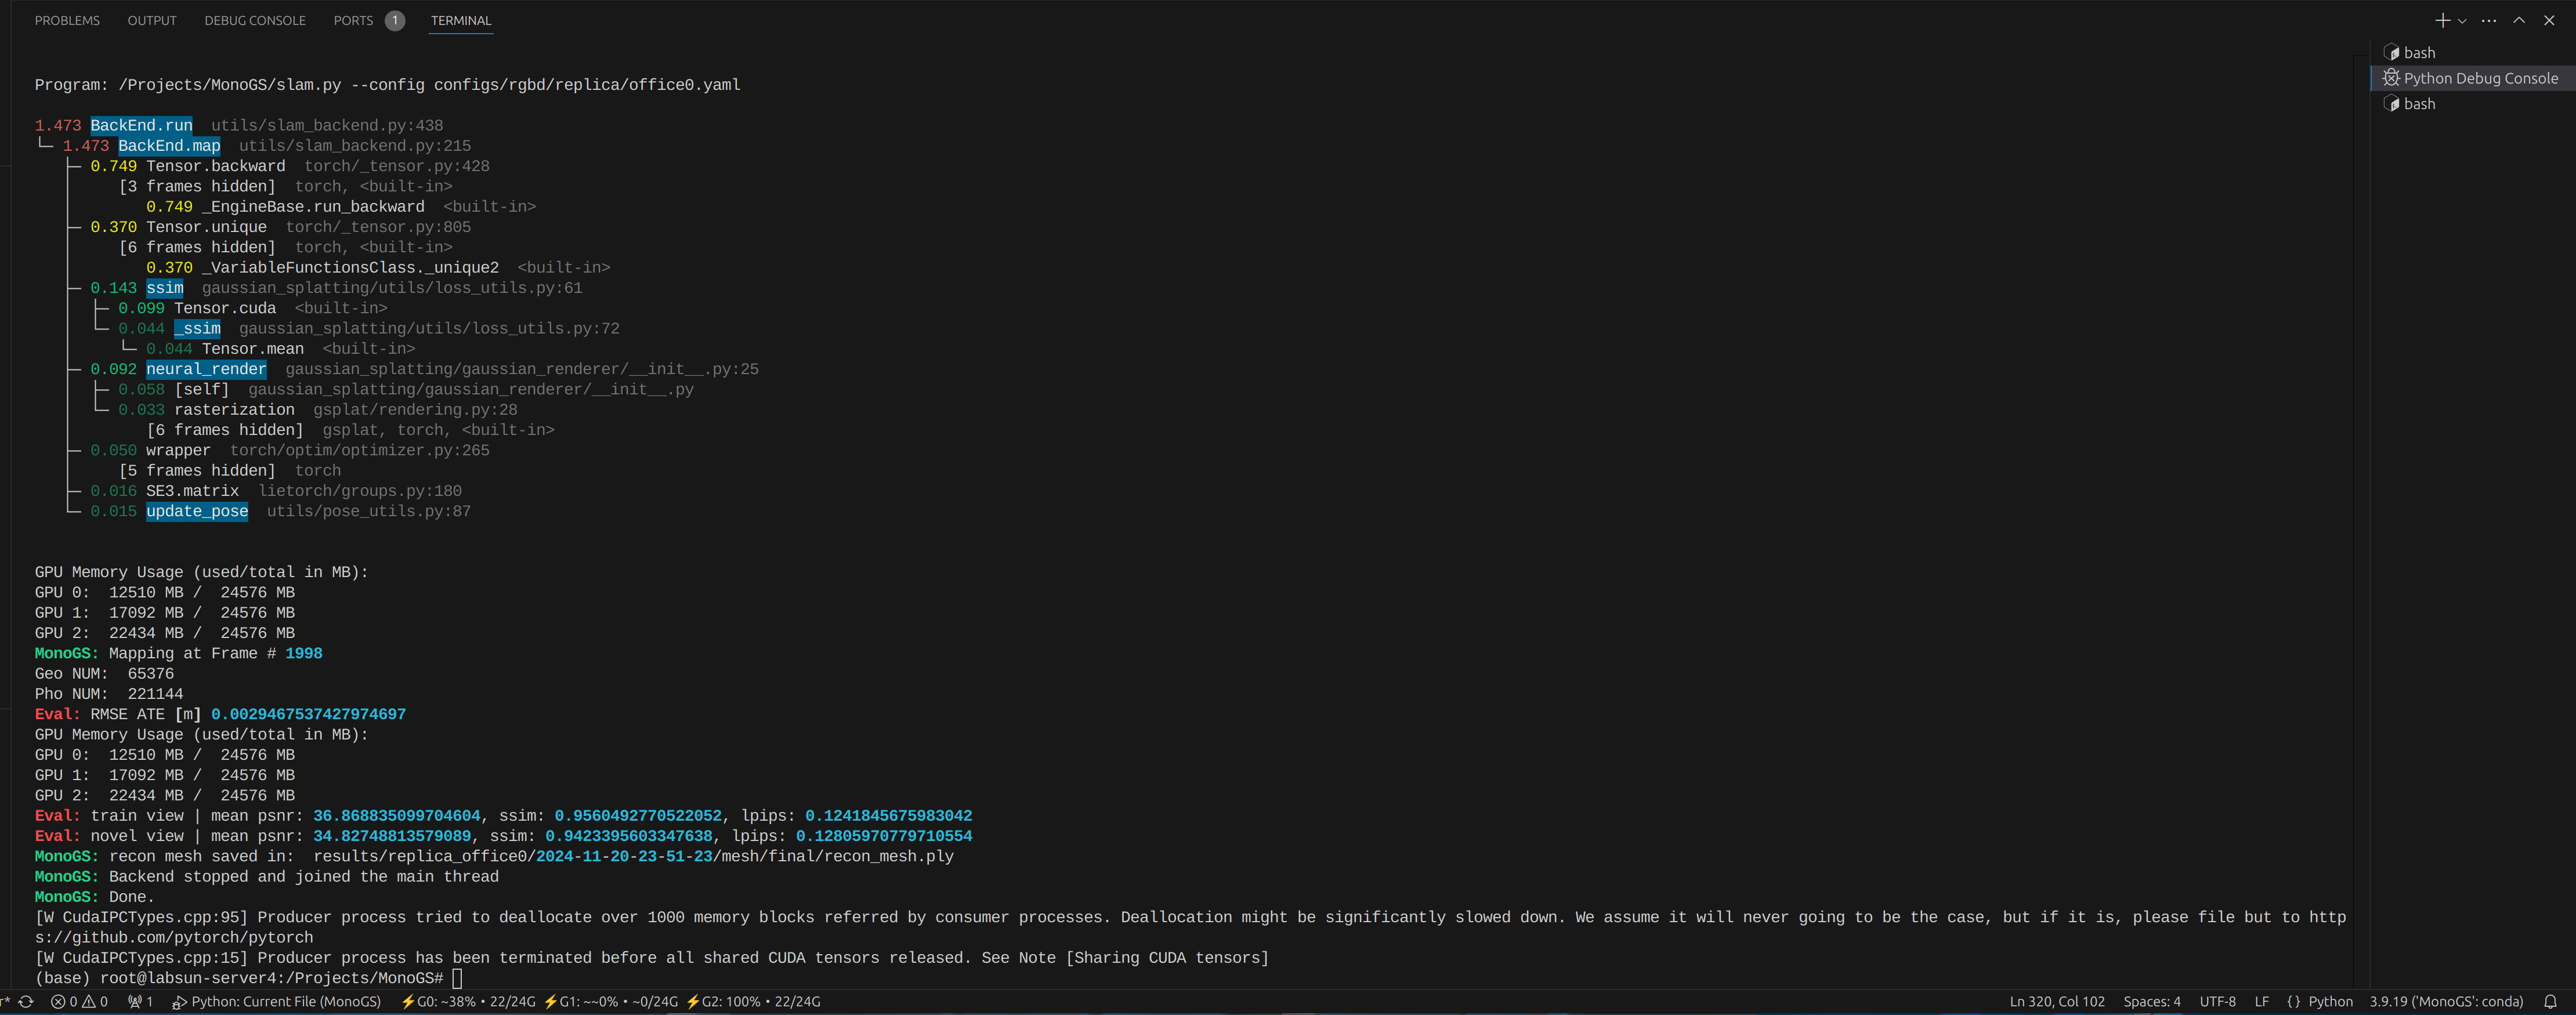 PROBLEMS OUTPUT DEBUG CONSOLE PORTS 1 TERMINAL
bash
Python Debug Console
bash
Program: /Projects/MonoGS/slam.py --config configs/rgbd/replica/office0.yaml
1.473 BackEnd.run  utils/slam_backend.py:438
└─ 1.473 BackEnd.map  utils/slam_backend.py:215
   ├─ 0.749 Tensor.backward  torch/_tensor.py:428
   │     [3 frames hidden]  torch, <built-in>
   │        0.749 _EngineBase.run_backward  <built-in>
   ├─ 0.370 Tensor.unique  torch/_tensor.py:805
   │     [6 frames hidden]  torch, <built-in>
   │        0.370 _VariableFunctionsClass._unique2  <built-in>
   ├─ 0.143 ssim  gaussian_splatting/utils/loss_utils.py:61
   │  ├─ 0.099 Tensor.cuda  <built-in>
   │  └─ 0.044 _ssim  gaussian_splatting/utils/loss_utils.py:72
   │     └─ 0.044 Tensor.mean  <built-in>
   ├─ 0.092 neural_render  gaussian_splatting/gaussian_renderer/__init__.py:25
   │  ├─ 0.058 [self]  gaussian_splatting/gaussian_renderer/__init__.py
   │  └─ 0.033 rasterization  gsplat/rendering.py:28
   │        [6 frames hidden]  gsplat, torch, <built-in>
   ├─ 0.050 wrapper  torch/optim/optimizer.py:265
   │     [5 frames hidden]  torch
   ├─ 0.016 SE3.matrix  lietorch/groups.py:180
   └─ 0.015 update_pose  utils/pose_utils.py:87
GPU Memory Usage (used/total in MB):
GPU 0:  12510 MB /  24576 MB
GPU 1:  17092 MB /  24576 MB
GPU 2:  22434 MB /  24576 MB
MonoGS: Mapping at Frame # 1998
Geo NUM:  65376
Pho NUM:  221144
Eval: RMSE ATE [m] 0.0029467537427974697
GPU Memory Usage (used/total in MB):
GPU 0:  12510 MB /  24576 MB
GPU 1:  17092 MB /  24576 MB
GPU 2:  22434 MB /  24576 MB
Eval: train view | mean psnr: 36.868835099704604, ssim: 0.9560492770522052, lpips: 0.1241845675983042
Eval: novel view | mean psnr: 34.82748813579089, ssim: 0.9423395603347638, lpips: 0.12805970779710554
MonoGS: recon mesh saved in:  results/replica_office0/2024-11-20-23-51-23/mesh/final/recon_mesh.ply
MonoGS: Backend stopped and joined the main thread
MonoGS: Done.
[W CudaIPCTypes.cpp:95] Producer process tried to deallocate over 1000 memory blocks referred by consumer processes. Deallocation might be significantly slowed down. We assume it will never going to be the case, but if it is, please file but to http
s://github.com/pytorch/pytorch
[W CudaIPCTypes.cpp:15] Producer process has been terminated before all shared CUDA tensors released. See Note [Sharing CUDA tensors]
(base) root@labsun-server4:/Projects/MonoGS#
r* 0 0 1 Python: Current File (MonoGS) ⚡G0: ~38% • 22/24G ⚡G1: ~~0% • ~0/24G ⚡G2: 100% • 22/24G Ln 320, Col 102 Spaces: 4 UTF-8 LF {} Python 3.9.19 ('MonoGS': conda)